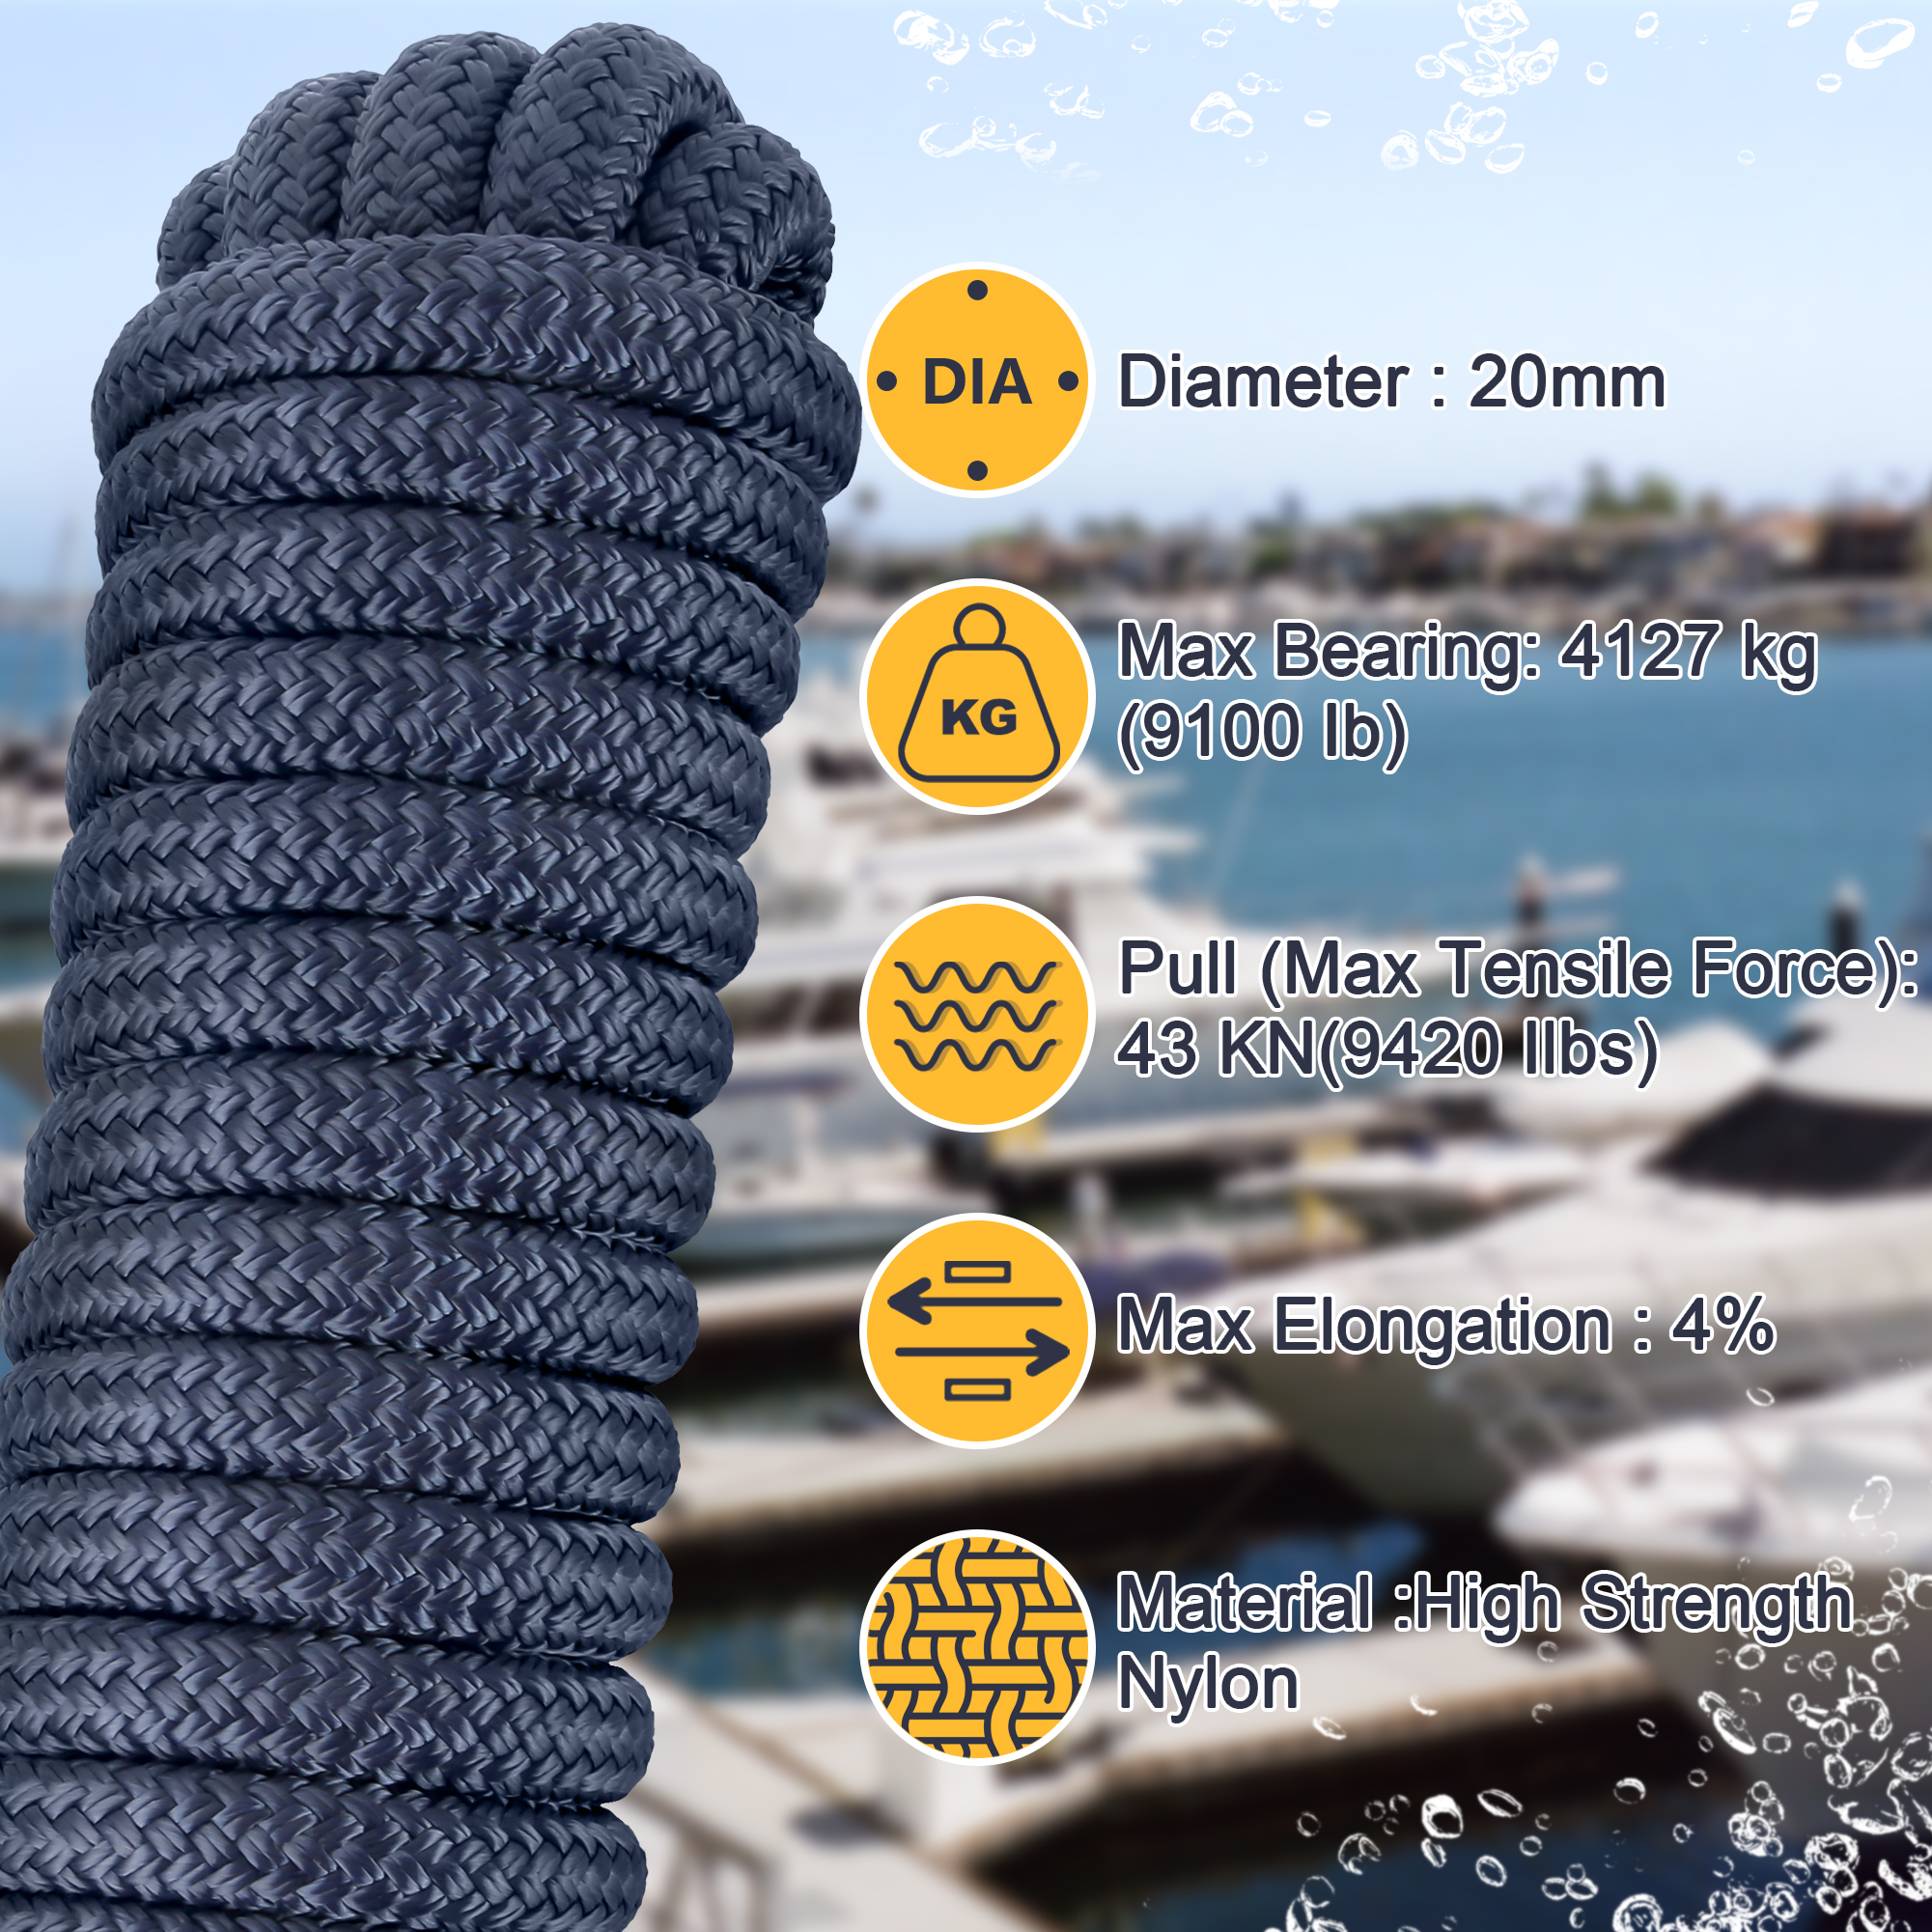 DIA
Diameter : 20mm
KG
Max Bearing: 4127 kg
(9100 lb)
Pull (Max Tensile Force):
43 KN(9420 llbs)
Max Elongation : 4%
Material :High Strength
Nylon